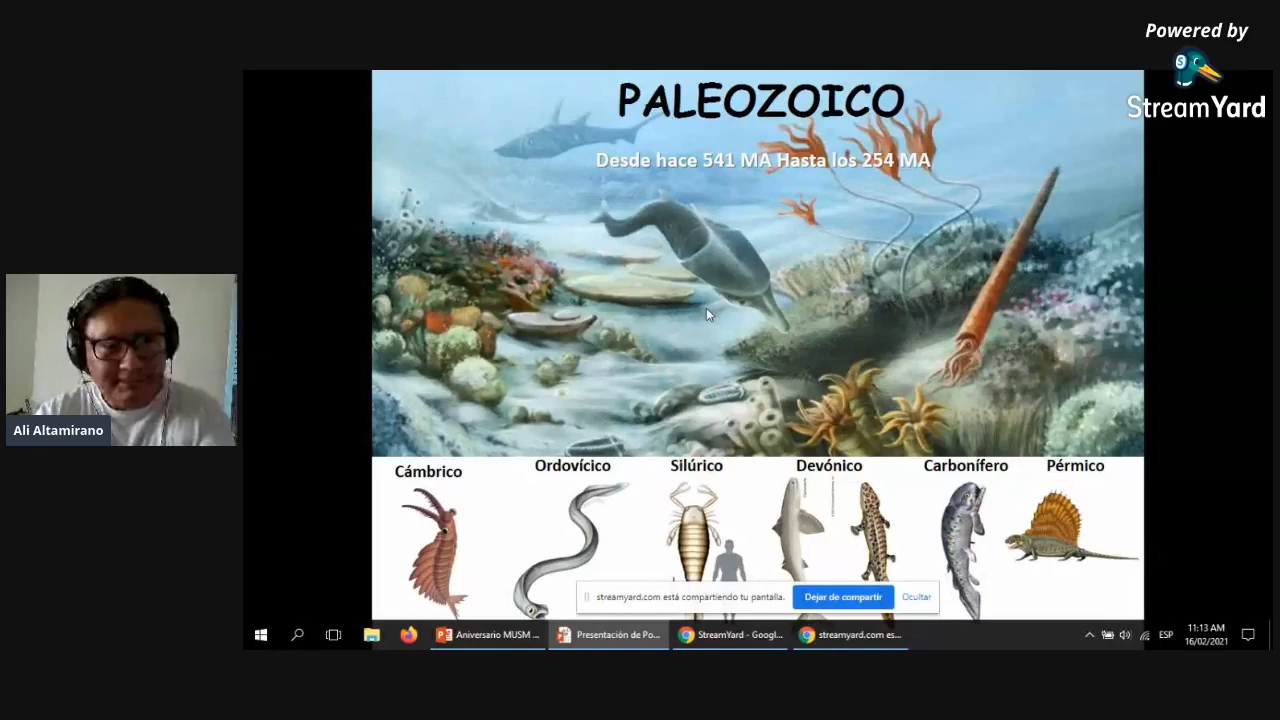 Powered by
StreamYard
PALEOZOICO
Desde hace 541 MA Hasta los 254 MA
Ali Altamirano
Cámbrico
Ordovícico
Silúrico
Devónico
Carbonífero
Pérmico
streamyard.com está compartiendo tu pantalla.
Dejar de compartir
Ocultar
Aniversario MUSM ...
Presentación de Po...
StreamYard - Googl...
streamyard.com es...
ESP
11:13 AM
16/02/2021